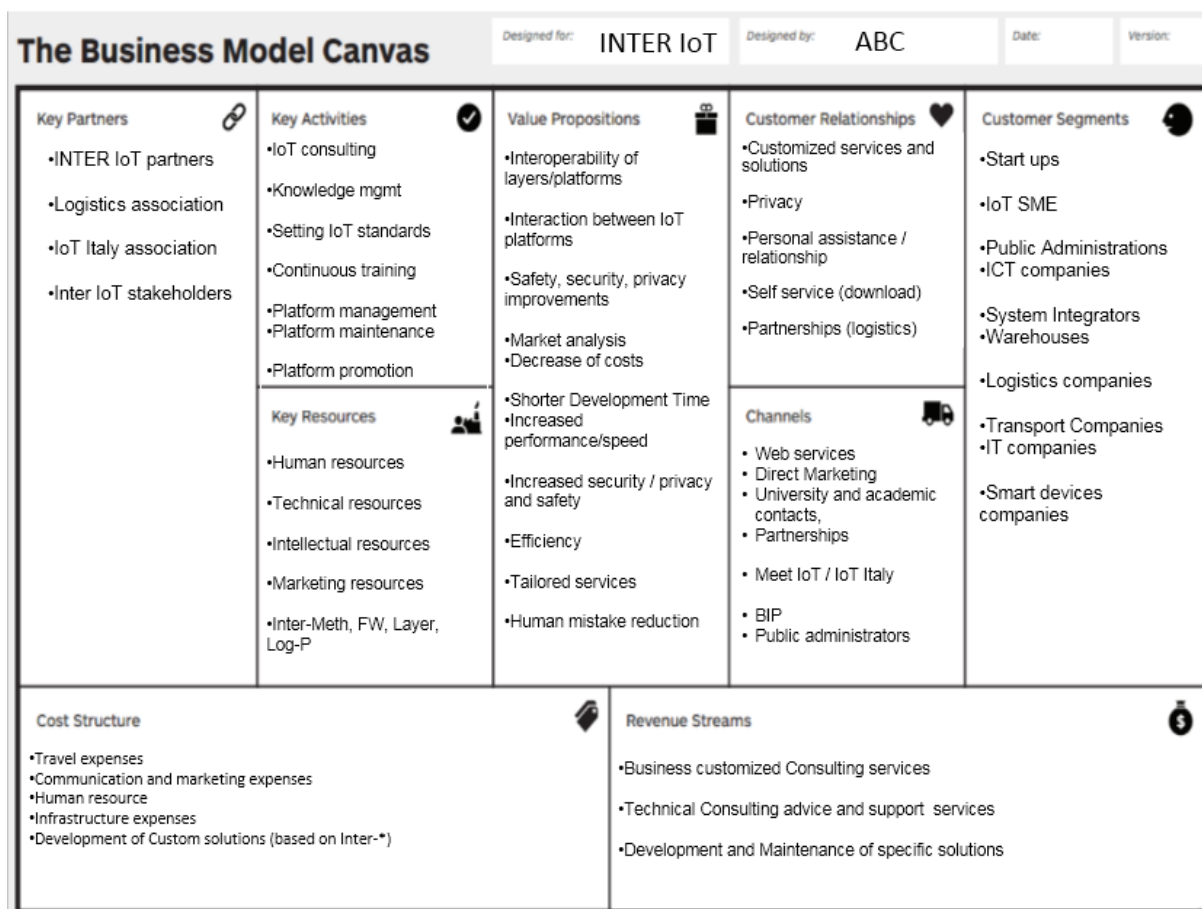 The Business Model Canvas
Designed for:
INTER IoT
Designed by:
ABC
Date:
Version:
Key Partners
•INTER IoT partners
•Logistics association
•IoT Italy association
•Inter IoT stakeholders
Key Activities
•IoT consulting
•Knowledge mgmt
•Setting IoT standards
•Continuous training
•Platform management
•Platform maintenance
•Platform promotion
Key Resources
•Human resources
•Technical resources
•Intellectual resources
•Marketing resources
•Inter-Meth, FW, Layer,
Log-P
Value Propositions
•Interoperability of
layers/platforms
•Interaction between IoT
platforms
•Safety, security, privacy
improvements
•Market analysis
•Decrease of costs
•Shorter Development Time
•Increased
performance/speed
•Increased security / privacy
and safety
•Efficiency
•Tailored services
•Human mistake reduction
Customer Relationships
•Customized services and
solutions
•Privacy
•Personal assistance /
relationship
•Self service (download)
•Partnerships (logistics)
Channels
• Web services
• Direct Marketing
• University and academic
contacts,
• Partnerships
• Meet IoT / IoT Italy
• BIP
• Public administrators
Customer Segments
•Start ups
•IoT SME
•Public Administrations
•ICT companies
•System Integrators
•Warehouses
•Logistics companies
•Transport Companies
•IT companies
•Smart devices
companies
Cost Structure
•Travel expenses
•Communication and marketing expenses
•Human resource
•Infrastructure expenses
•Development of Custom solutions (based on Inter-*)
Revenue Streams
$
•Business customized Consulting services
•Technical Consulting advice and support services
•Development and Maintenance of specific solutions